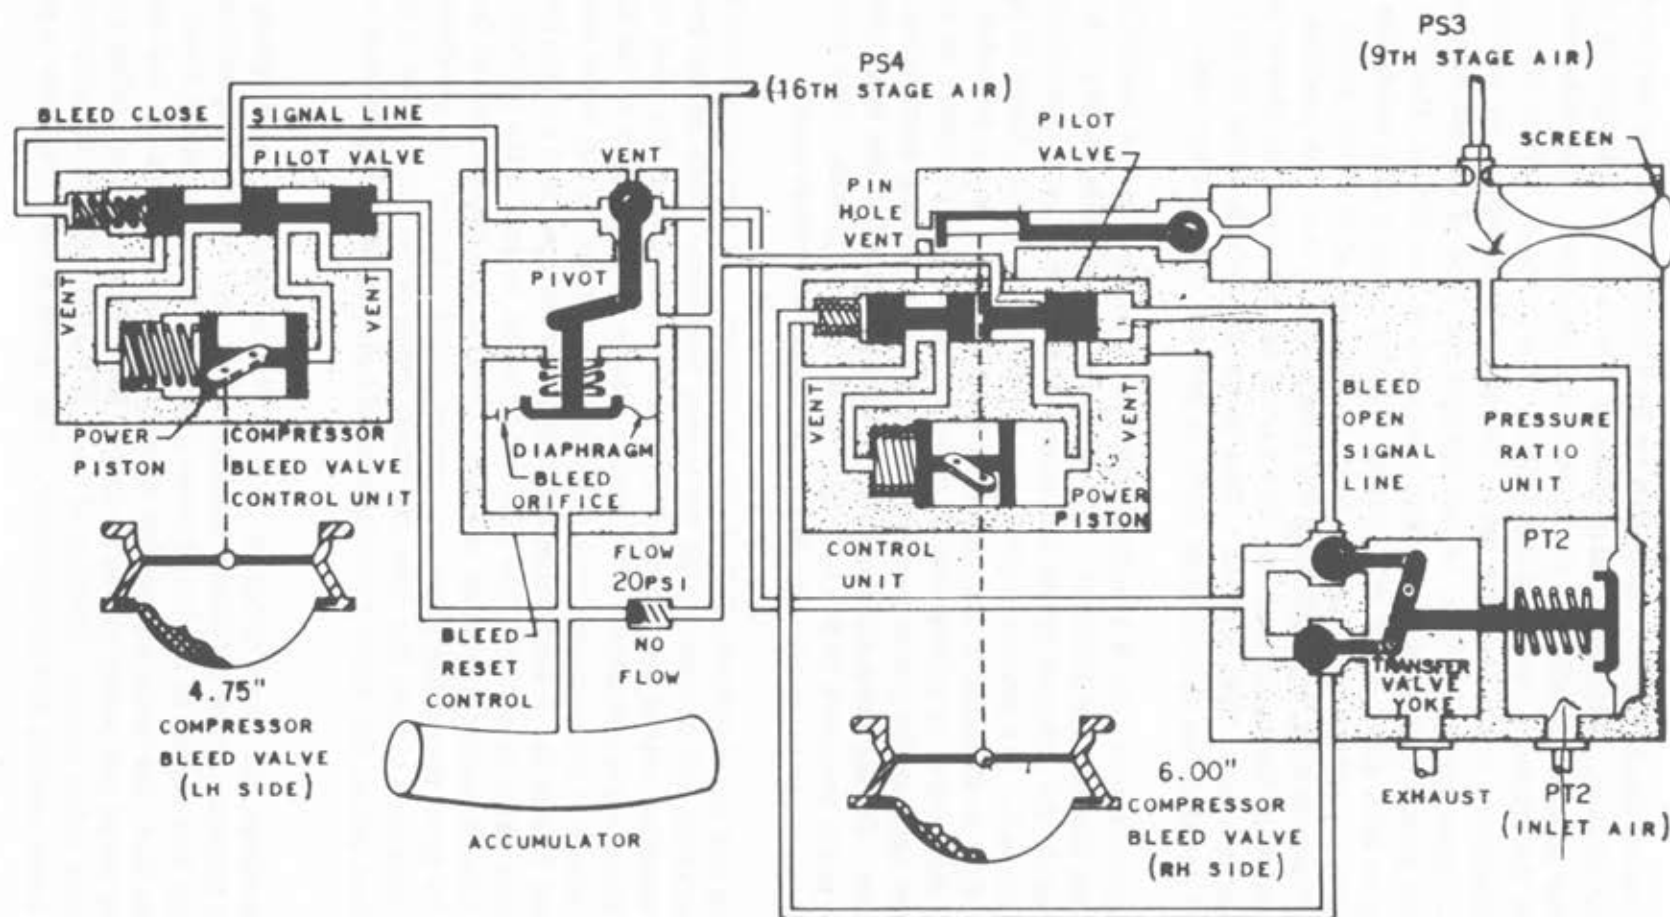 PS3
(9TH STAGE AIR)
PS4
(16TH STAGE AIR)
BLEED CLOSE SIGNAL LINE
PILOT VALVE
VENT
PILOT
VALVE
SCREEN
PIN
HOLE
VENT
PIVOT
VENT
VENT
POWER
PISTON
COMPRESSOR
BLEED VALVE
CONTROL UNIT
DIAPHRAGM
BLEED
ORIFICE
VENT
VENT
POWER
PISTON
BLEED
OPEN
SIGNAL
LINE
PRESSURE
RATIO
UNIT
FLOW
20PSI
NO
FLOW
CONTROL
UNIT
PT2
BLEED
RESET
CONTROL
TRANSFER
VALVE
YOKE
4.75"
COMPRESSOR
BLEED VALVE
(LH SIDE)
ACCUMULATOR
6.00"
COMPRESSOR
BLEED VALVE
(RH SIDE)
EXHAUST
PT2
(INLET AIR)